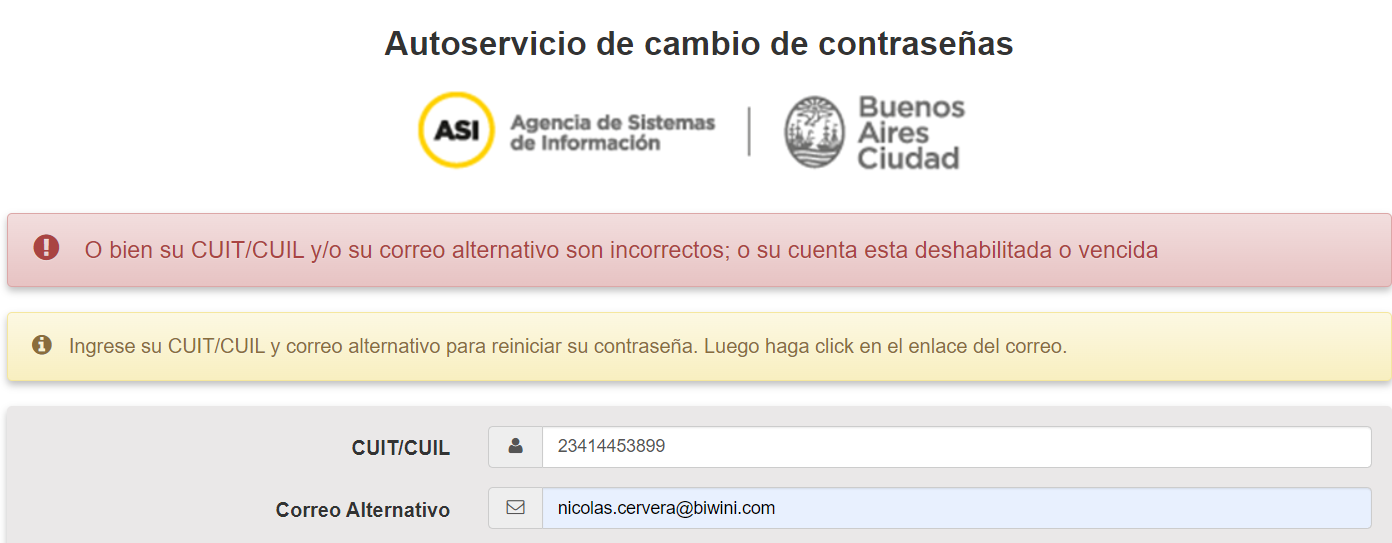 Autoservicio de cambio de contraseñas
ASI
Agencia de Sistemas
de Información
Buenos
Aires
Ciudad
O bien su CUIT/CUIL y/o su correo alternativo son incorrectos; o su cuenta esta deshabilitada o vencida
Ingrese su CUIT/CUIL y correo alternativo para reiniciar su contraseña. Luego haga click en el enlace del correo.
CUIT/CUIL 23414453899
Correo Alternativo nicolas.cervera@biwini.com